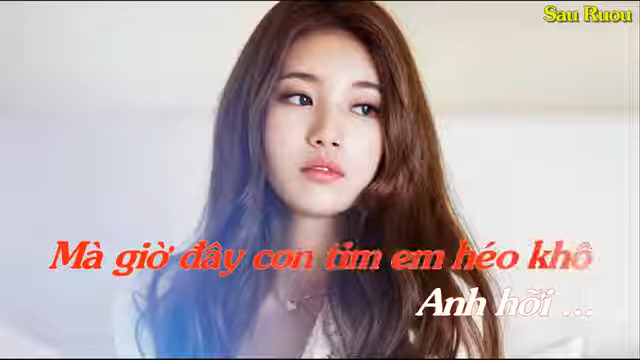 Sau Ruou
Mà giờ đây con tim em héo khô
Anh hỡi ...